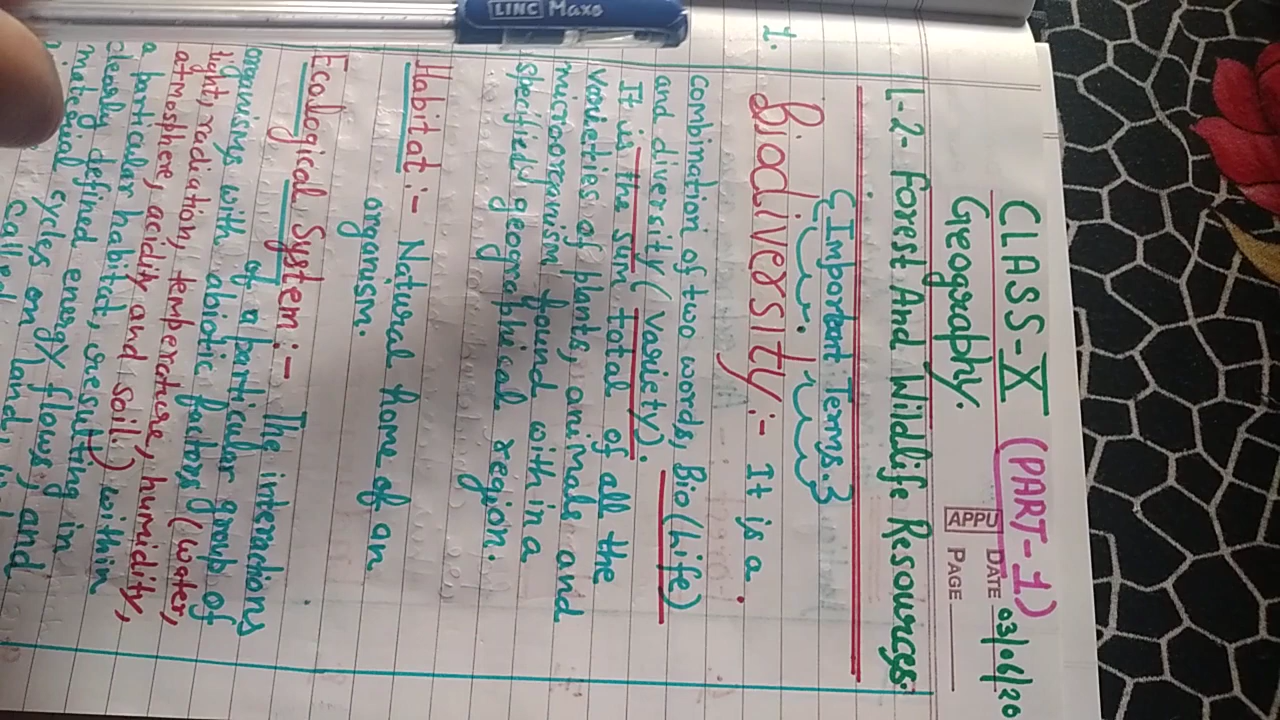 CLASS-X (PART-1)
Geography.
APPU DATE 03/06/20
PAGE
L-2- Forest And Wildlife Resources.
{Important Terms.}
1. Biodiversity:- It is a
combination of two words, Bio (Life)
and diversity (Variety).
It is the sum total of all the
varieties of plants, animals and
microorganism found with in a
specified geographical region.
Habitat:- Natural home of an
organism.
Ecological System:- The interactions
of a particular group of
organisms with abiotic factors (water,
light, radiation, temperature, humidity,
atmosphere, acidity and soil) within
a particular habitat, resulting in
clearly defined energy flows, and
material cycles on land,
Called
LINC Maxo